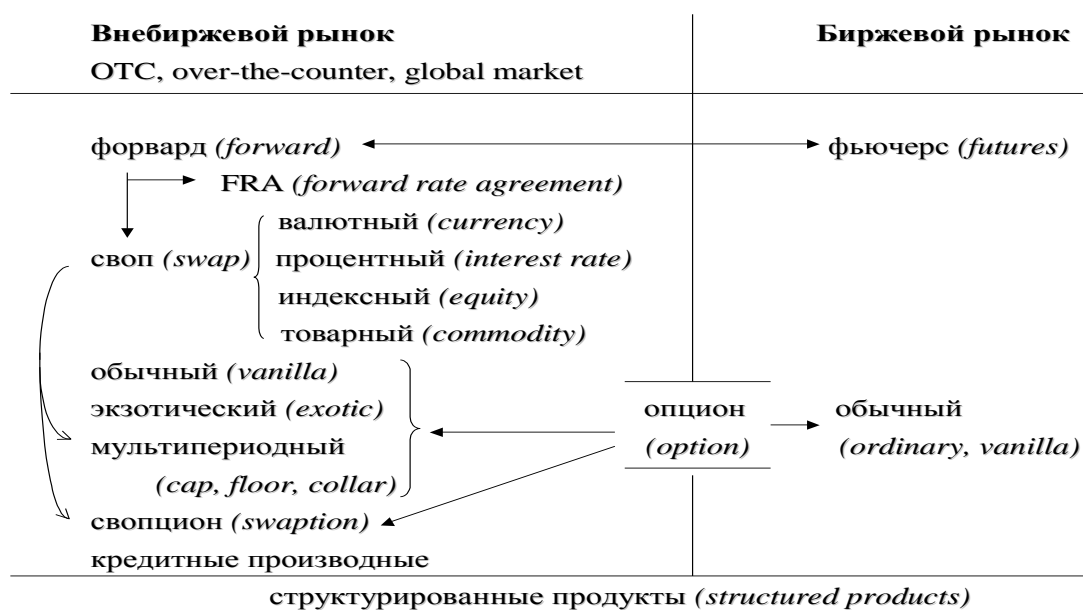 Внебиржевой рынок
Биржевой рынок
OTC, over-the-counter, global market
форвард (forward)
фьючерс (futures)
FRA (forward rate agreement)
валютный (currency)
своп (swap)
процентный (interest rate)
индексный (equity)
товарный (commodity)
обычный (vanilla)
экзотический (exotic)
опцион
обычный
мультипериодный
(option)
(ordinary, vanilla)
(cap, floor, collar)
свопцион (swaption)
кредитные производные
структурированные продукты (structured products)